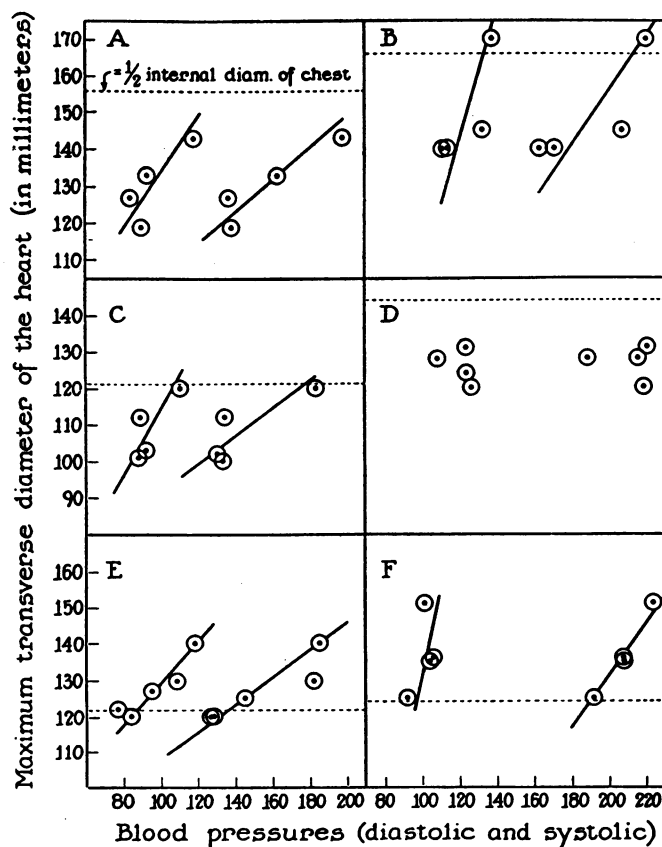 Maximum transverse diameter of the heart (in millimeters)
A
ʃ = ½ internal diam. of chest
170
160
150
140
130
120
110
B
C
140
130
120
110
100
90
D
E
160
150
140
130
120
110
F
80 100 120 140 160 180 200
100 120 140 160 180 200 220
Blood pressures (diastolic and systolic)